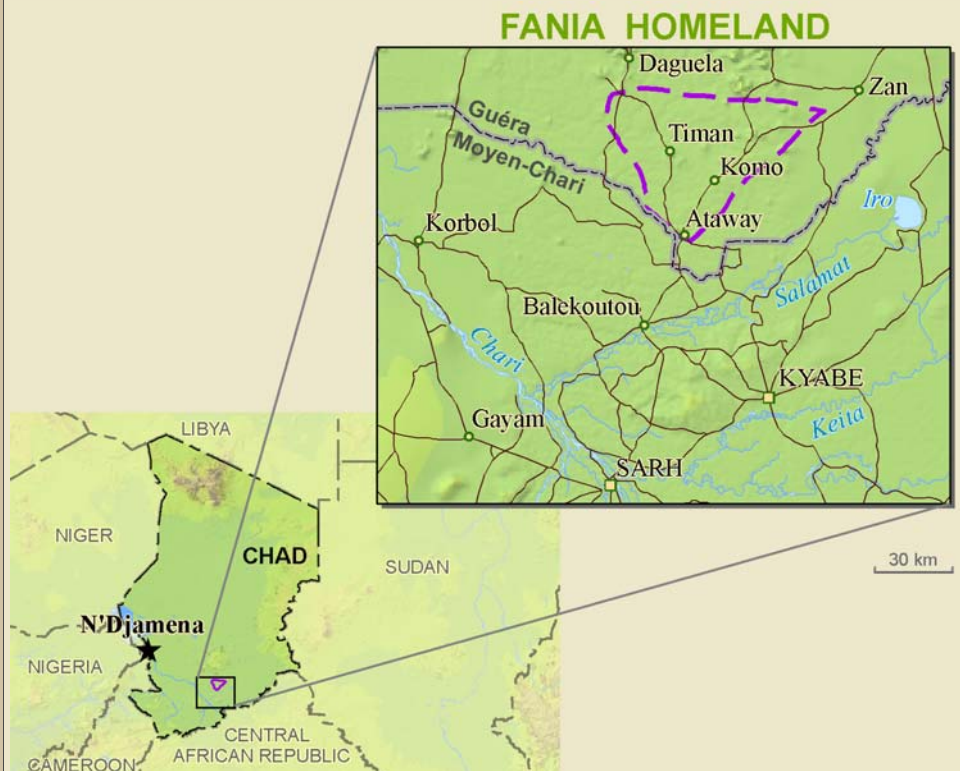 FANIA HOMELAND
Daguela
Zan
Guéra
Timan
Moyen-Chari
Komo
Iro
Korbol
Ataway
Salamat
Balekoutou
Chari
KYABE
Keita
Gayam
SARH
LIBYA
NIGER
CHAD
SUDAN
30 km
N'Djamena
NIGERIA
CENTRAL
AFRICAN REPUBLIC
CAMEROON